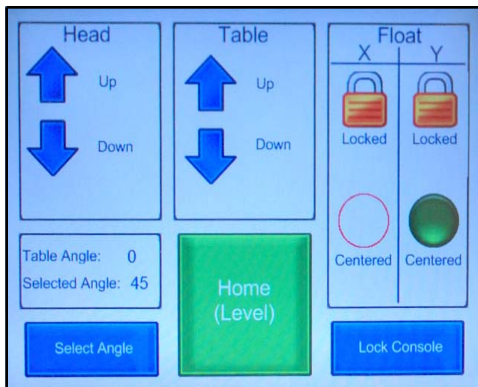 Head
Up
Down
Table
Up
Down
Float
X Y
Locked Locked
Centered Centered
Table Angle: 0
Selected Angle: 45
Home
(Level)
Select Angle
Lock Console